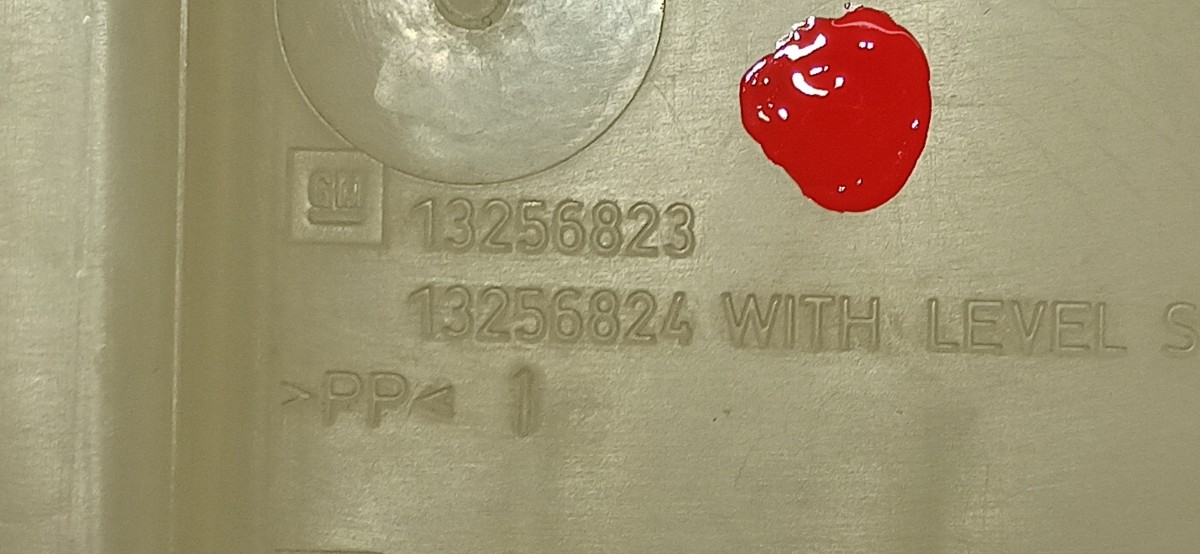 GM
13256823
13256824 WITH LEVEL S
>PP< 1